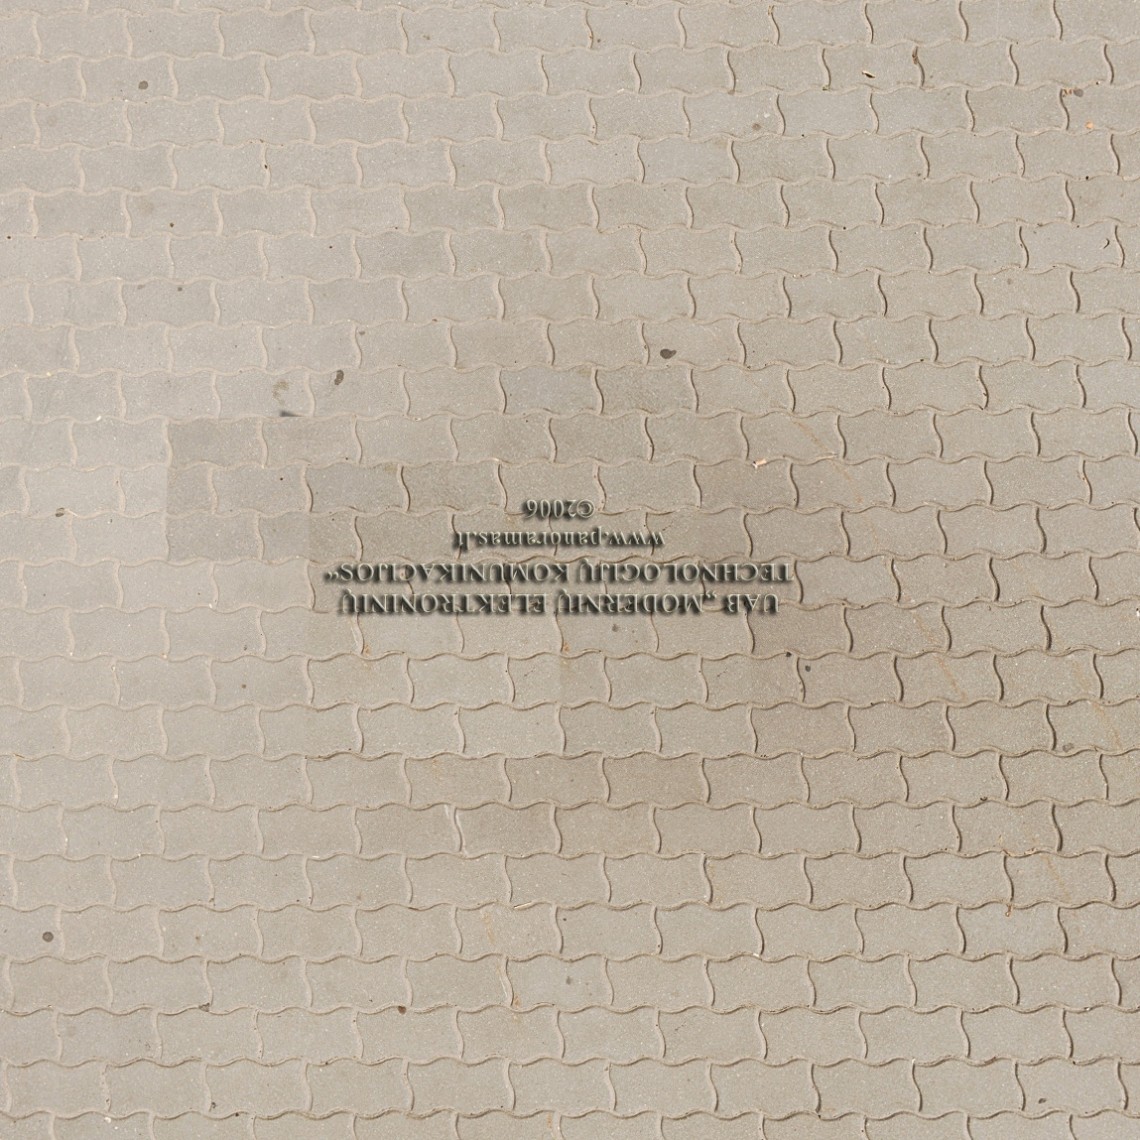 UAB „MODERNIŲ ELEKTRONINIŲ
TECHNOLOGIJŲ KOMUNIKACIJOS“
www.panoramas.lt
©2006